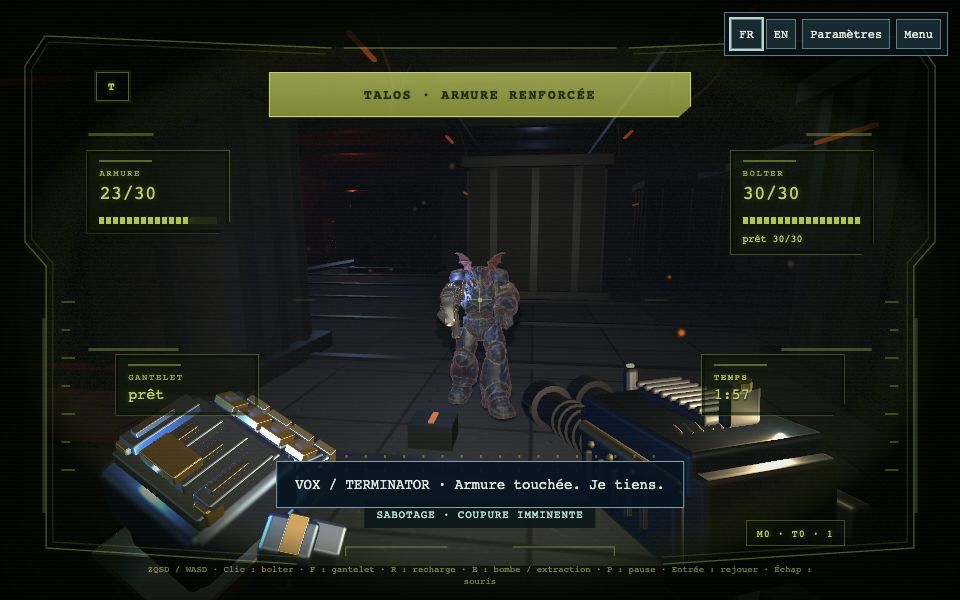 FR EN Paramètres Menu
T
TALOS · ARMURE RENFORCÉE
ARMURE
23/30
BOLTER
30/30
prêt 30/30
GANTELET
prêt
TEMPS
1:57
VOX / TERMINATOR · Armure touchée. Je tiens.
SABOTAGE · COUPURE IMMINENTE
M0 · T0 · 1
ZQSD / WASD · Clic : bolter · F : gantelet · R : recharge · E : bombe / extraction · P : pause · Entrée : rejouer · Échap :
souris